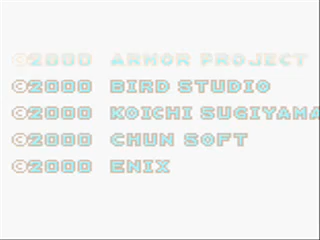 ©2000 ARMOR PROJECT
©2000 BIRD STUDIO
©2000 KOICHI SUGIYAMA
©2000 CHUN SOFT
©2000 ENIX